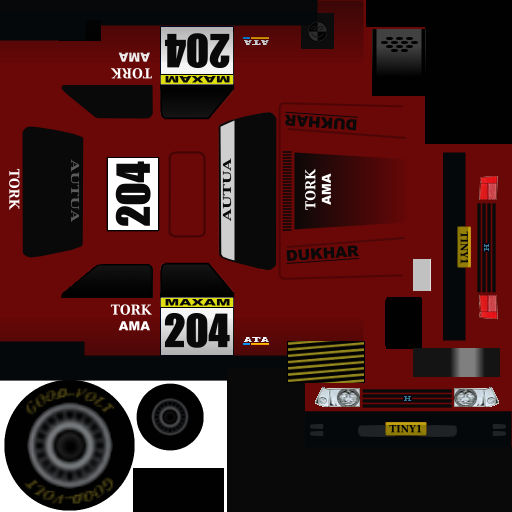 204
MAXAM
ATA
TORK
AMA
DUKHAR
TORK
AUTUA
204
AUTUA
TORK
AMA
TINY1
H
DUKHAR
TORK
AMA
MAXAM
204
ATA
H
TINY1
GOOD-VOLT
GOOD-VOLT